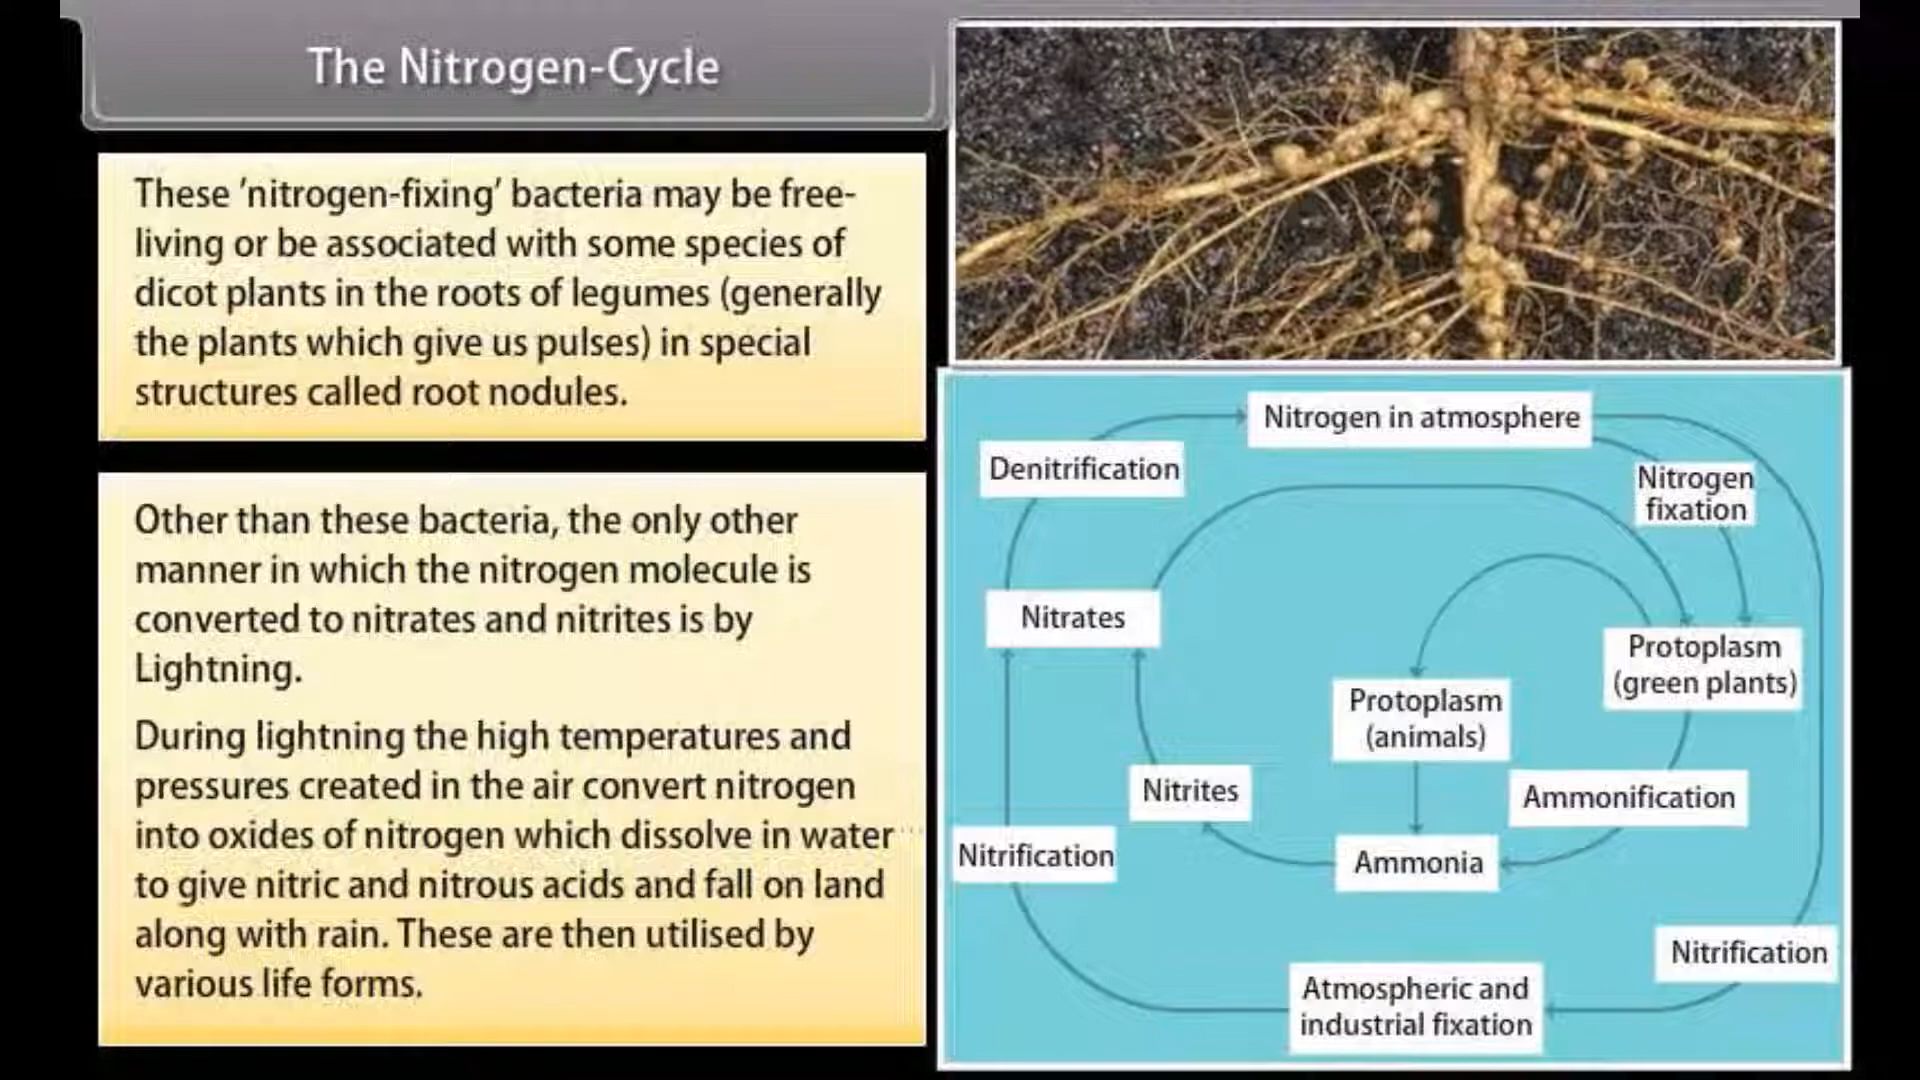 The Nitrogen-Cycle
These 'nitrogen-fixing' bacteria may be free-
living or be associated with some species of
dicot plants in the roots of legumes (generally
the plants which give us pulses) in special
structures called root nodules.
Other than these bacteria, the only other
manner in which the nitrogen molecule is
converted to nitrates and nitrites is by
Lightning.
During lightning the high temperatures and
pressures created in the air convert nitrogen
into oxides of nitrogen which dissolve in water
to give nitric and nitrous acids and fall on land
along with rain. These are then utilised by
various life forms.
Nitrogen in atmosphere
Denitrification
Nitrogen
fixation
Nitrates
Protoplasm
(green plants)
Protoplasm
(animals)
Nitrites
Ammonification
Nitrification
Ammonia
Nitrification
Atmospheric and
industrial fixation